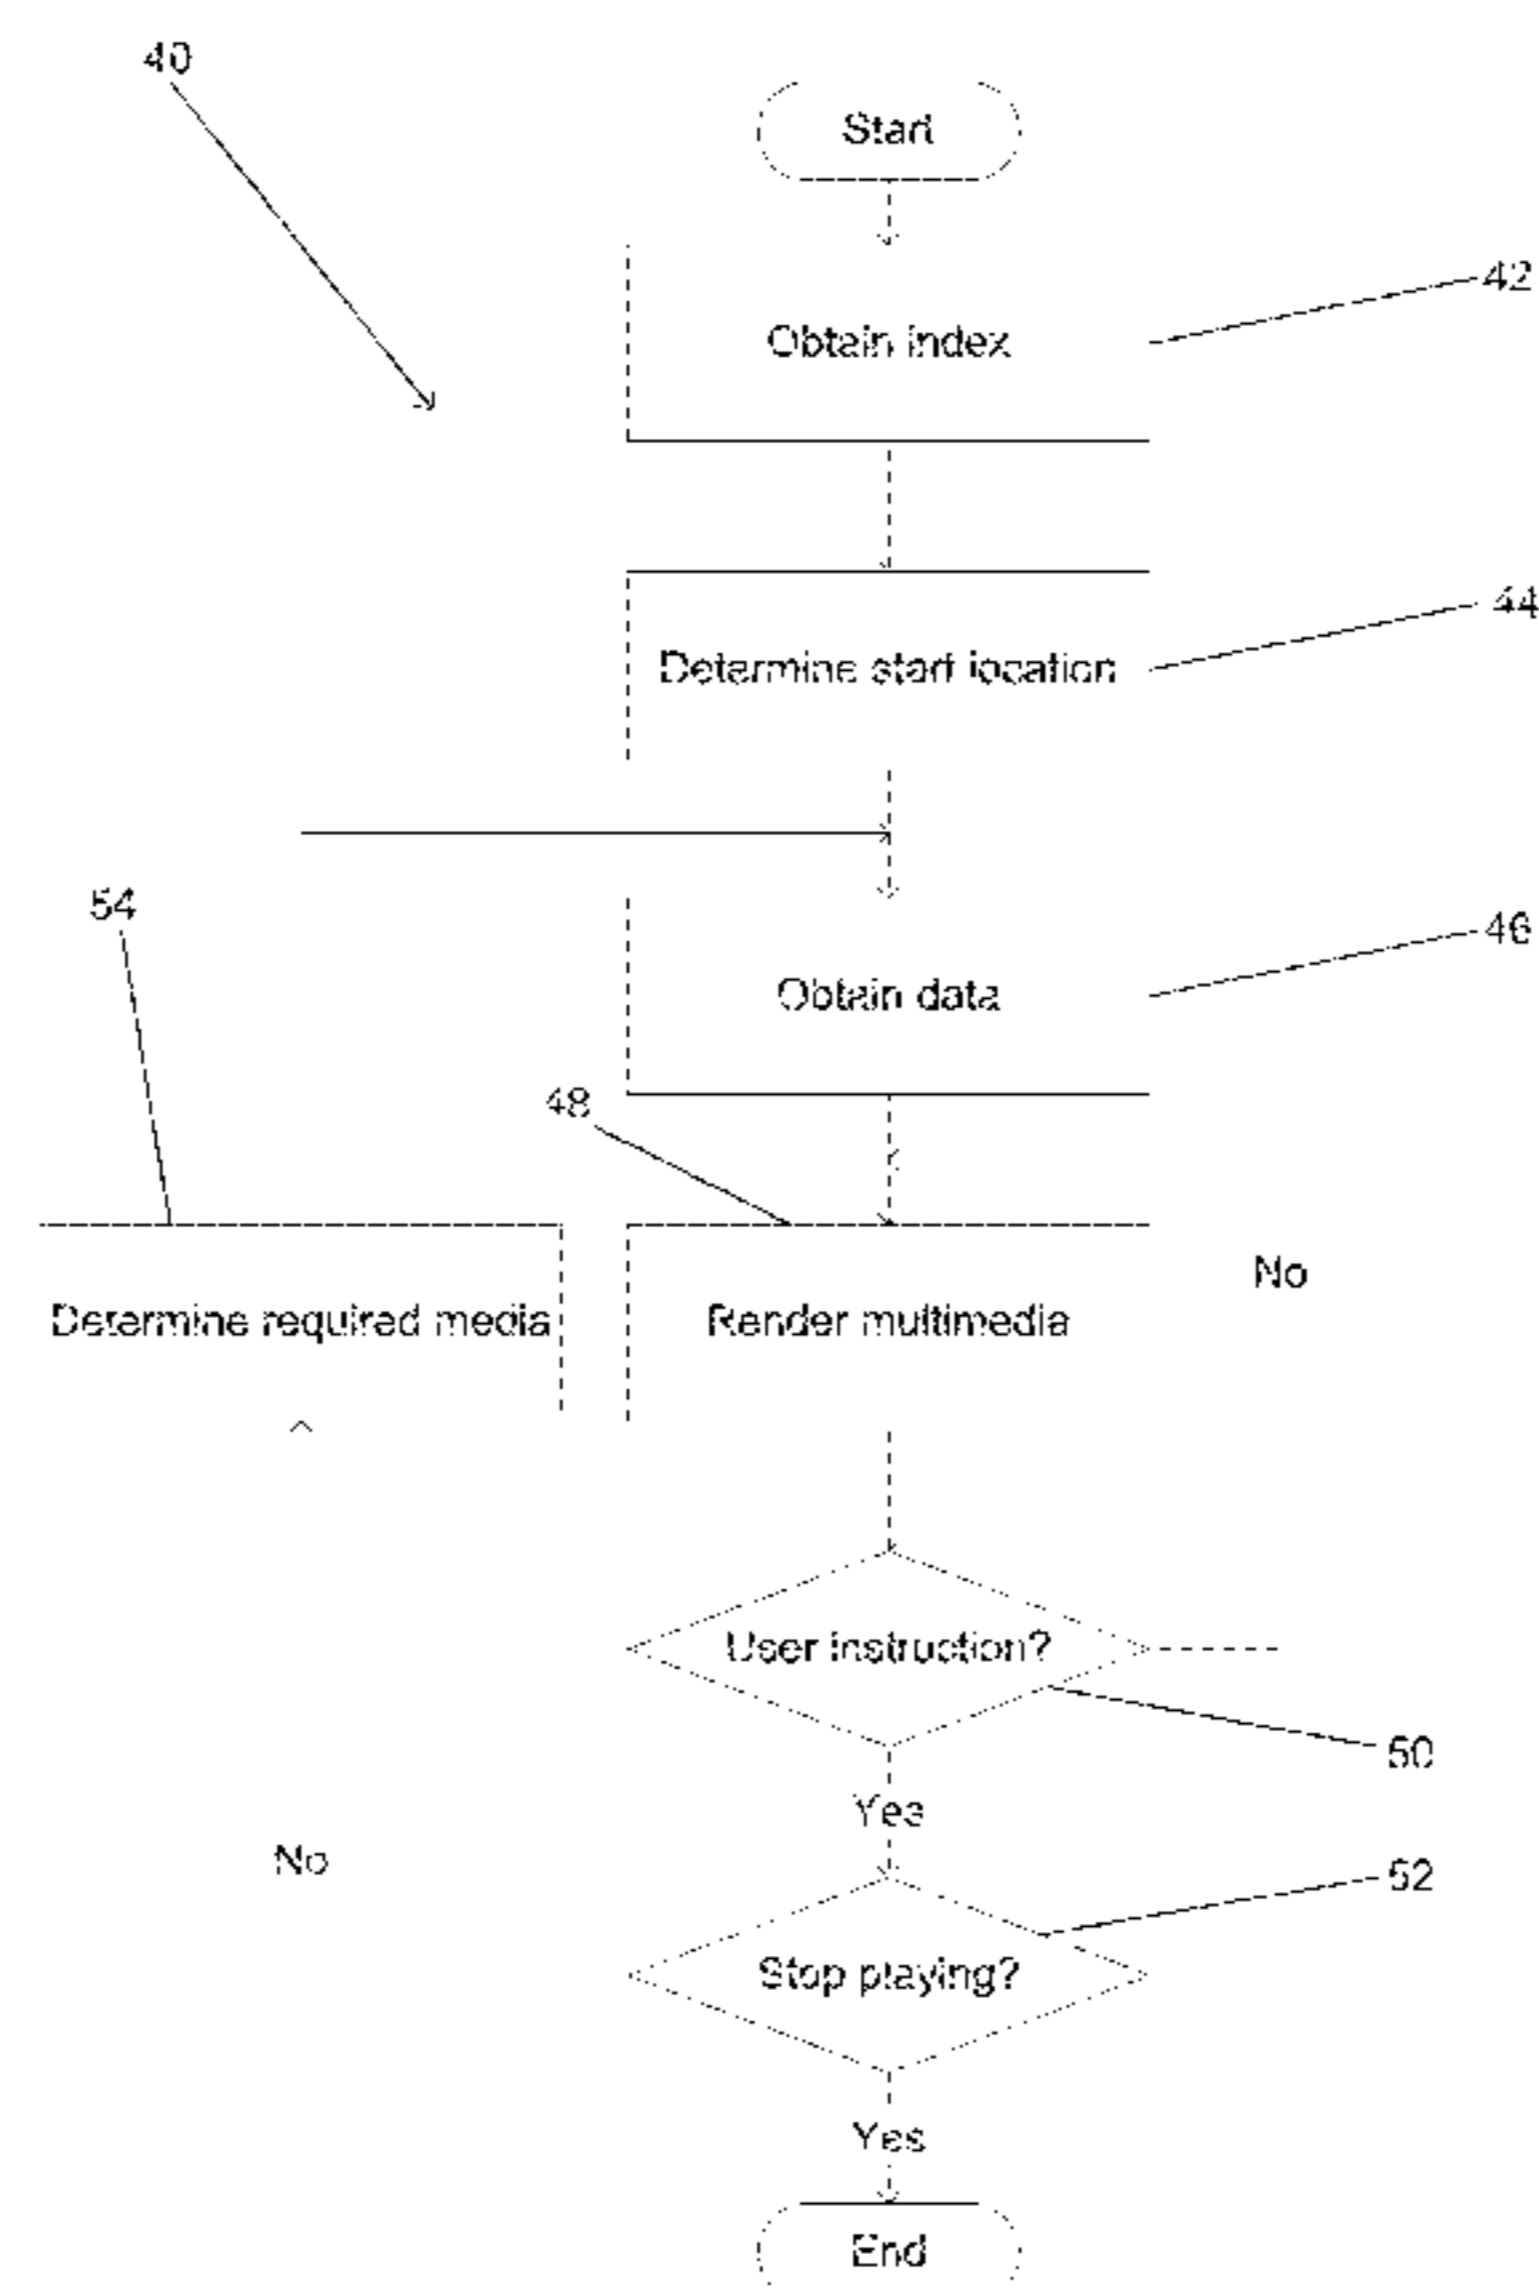 40
Start
42
Obtain index
44
Determine start location
54
46
Obtain data
48
No
Determine required media
Render multimedia
User instruction?
50
Yes
No
52
Stop playing?
Yes
End